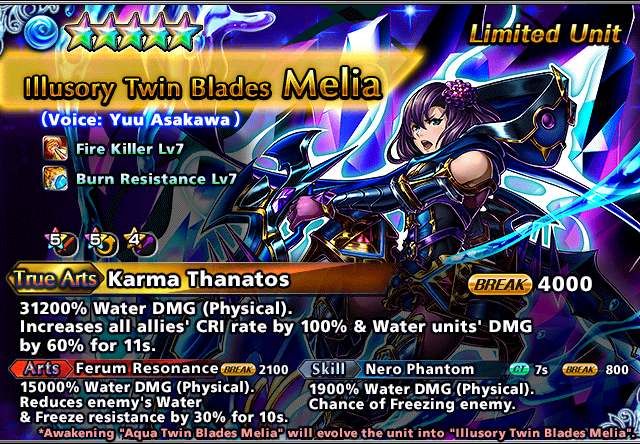 Limited Unit
Illusory Twin Blades Melia
(Voice: Yuu Asakawa)
Fire Killer Lv7
Burn Resistance Lv7
5 5 4
True Arts Karma Thanatos BREAK 4000
31200% Water DMG (Physical).
Increases all allies' CRI rate by 100% & Water units' DMG
by 60% for 11s.
Arts Ferum Resonance BREAK 2100
15000% Water DMG (Physical).
Reduces enemy's Water
& Freeze resistance by 30% for 10s.
Skill Nero Phantom CT 7s BREAK 800
1900% Water DMG (Physical).
Chance of Freezing enemy.
*Awakening "Aqua Twin Blades Melia" will evolve the unit into "Illusory Twin Blades Melia".